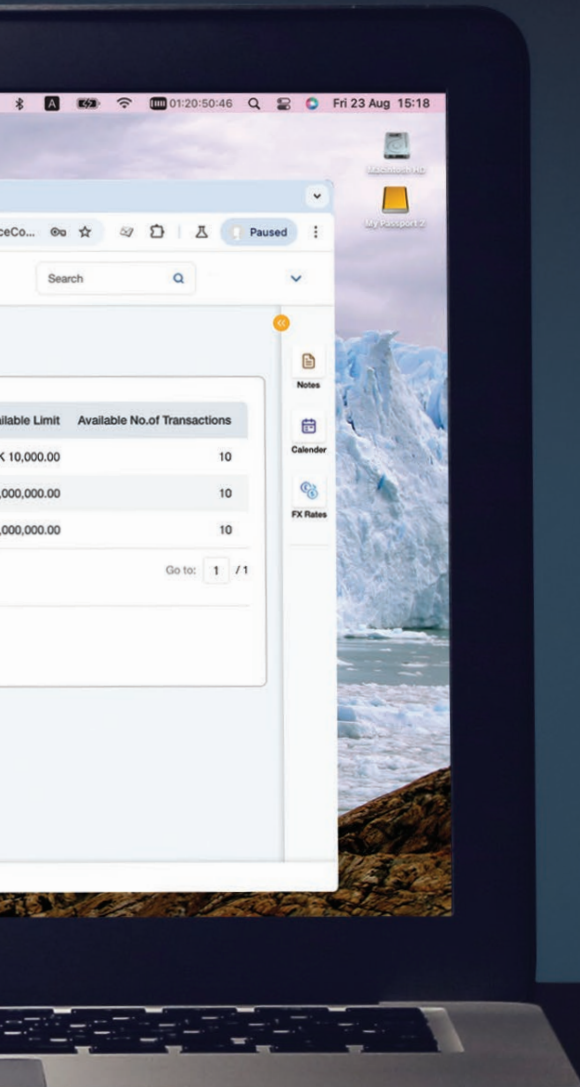 A 01:20:50:46 Fri 23 Aug 15:18
Macintosh HD
My Passport 2
ceCo... Paused
Search
Notes
ailable Limit Available No.of Transactions
Calender
K 10,000.00 10
,000,000.00 10
FX Rates
,000,000.00 10
Go to: 1 / 1